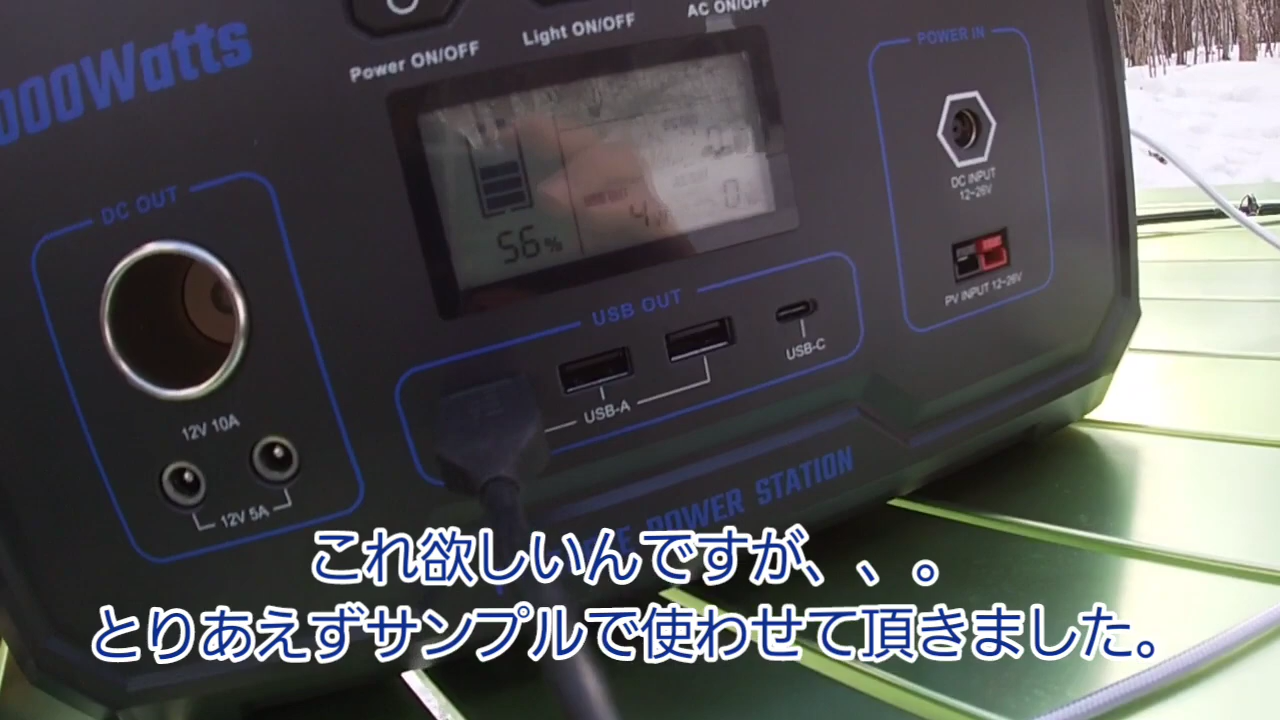 000Watts
Power ON/OFF
Light ON/OFF
AC ON/OFF
POWER IN
DC INPUT
12~26V
PV INPUT 12~26V
DC OUT
12V 10A
12V 5A
56%
0
USB OUT
USB-A
USB-C
POWER STATION
これ欲しいんですが、、。
とりあえずサンプルで使わせて頂きました。